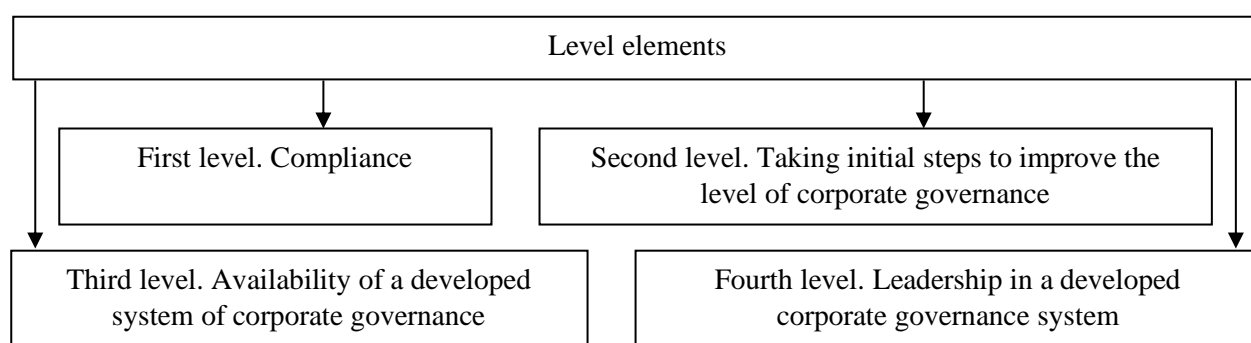 Level elements
First level. Compliance
Second level. Taking initial steps to improve the
level of corporate governance
Third level. Availability of a developed
system of corporate governance
Fourth level. Leadership in a developed
corporate governance system